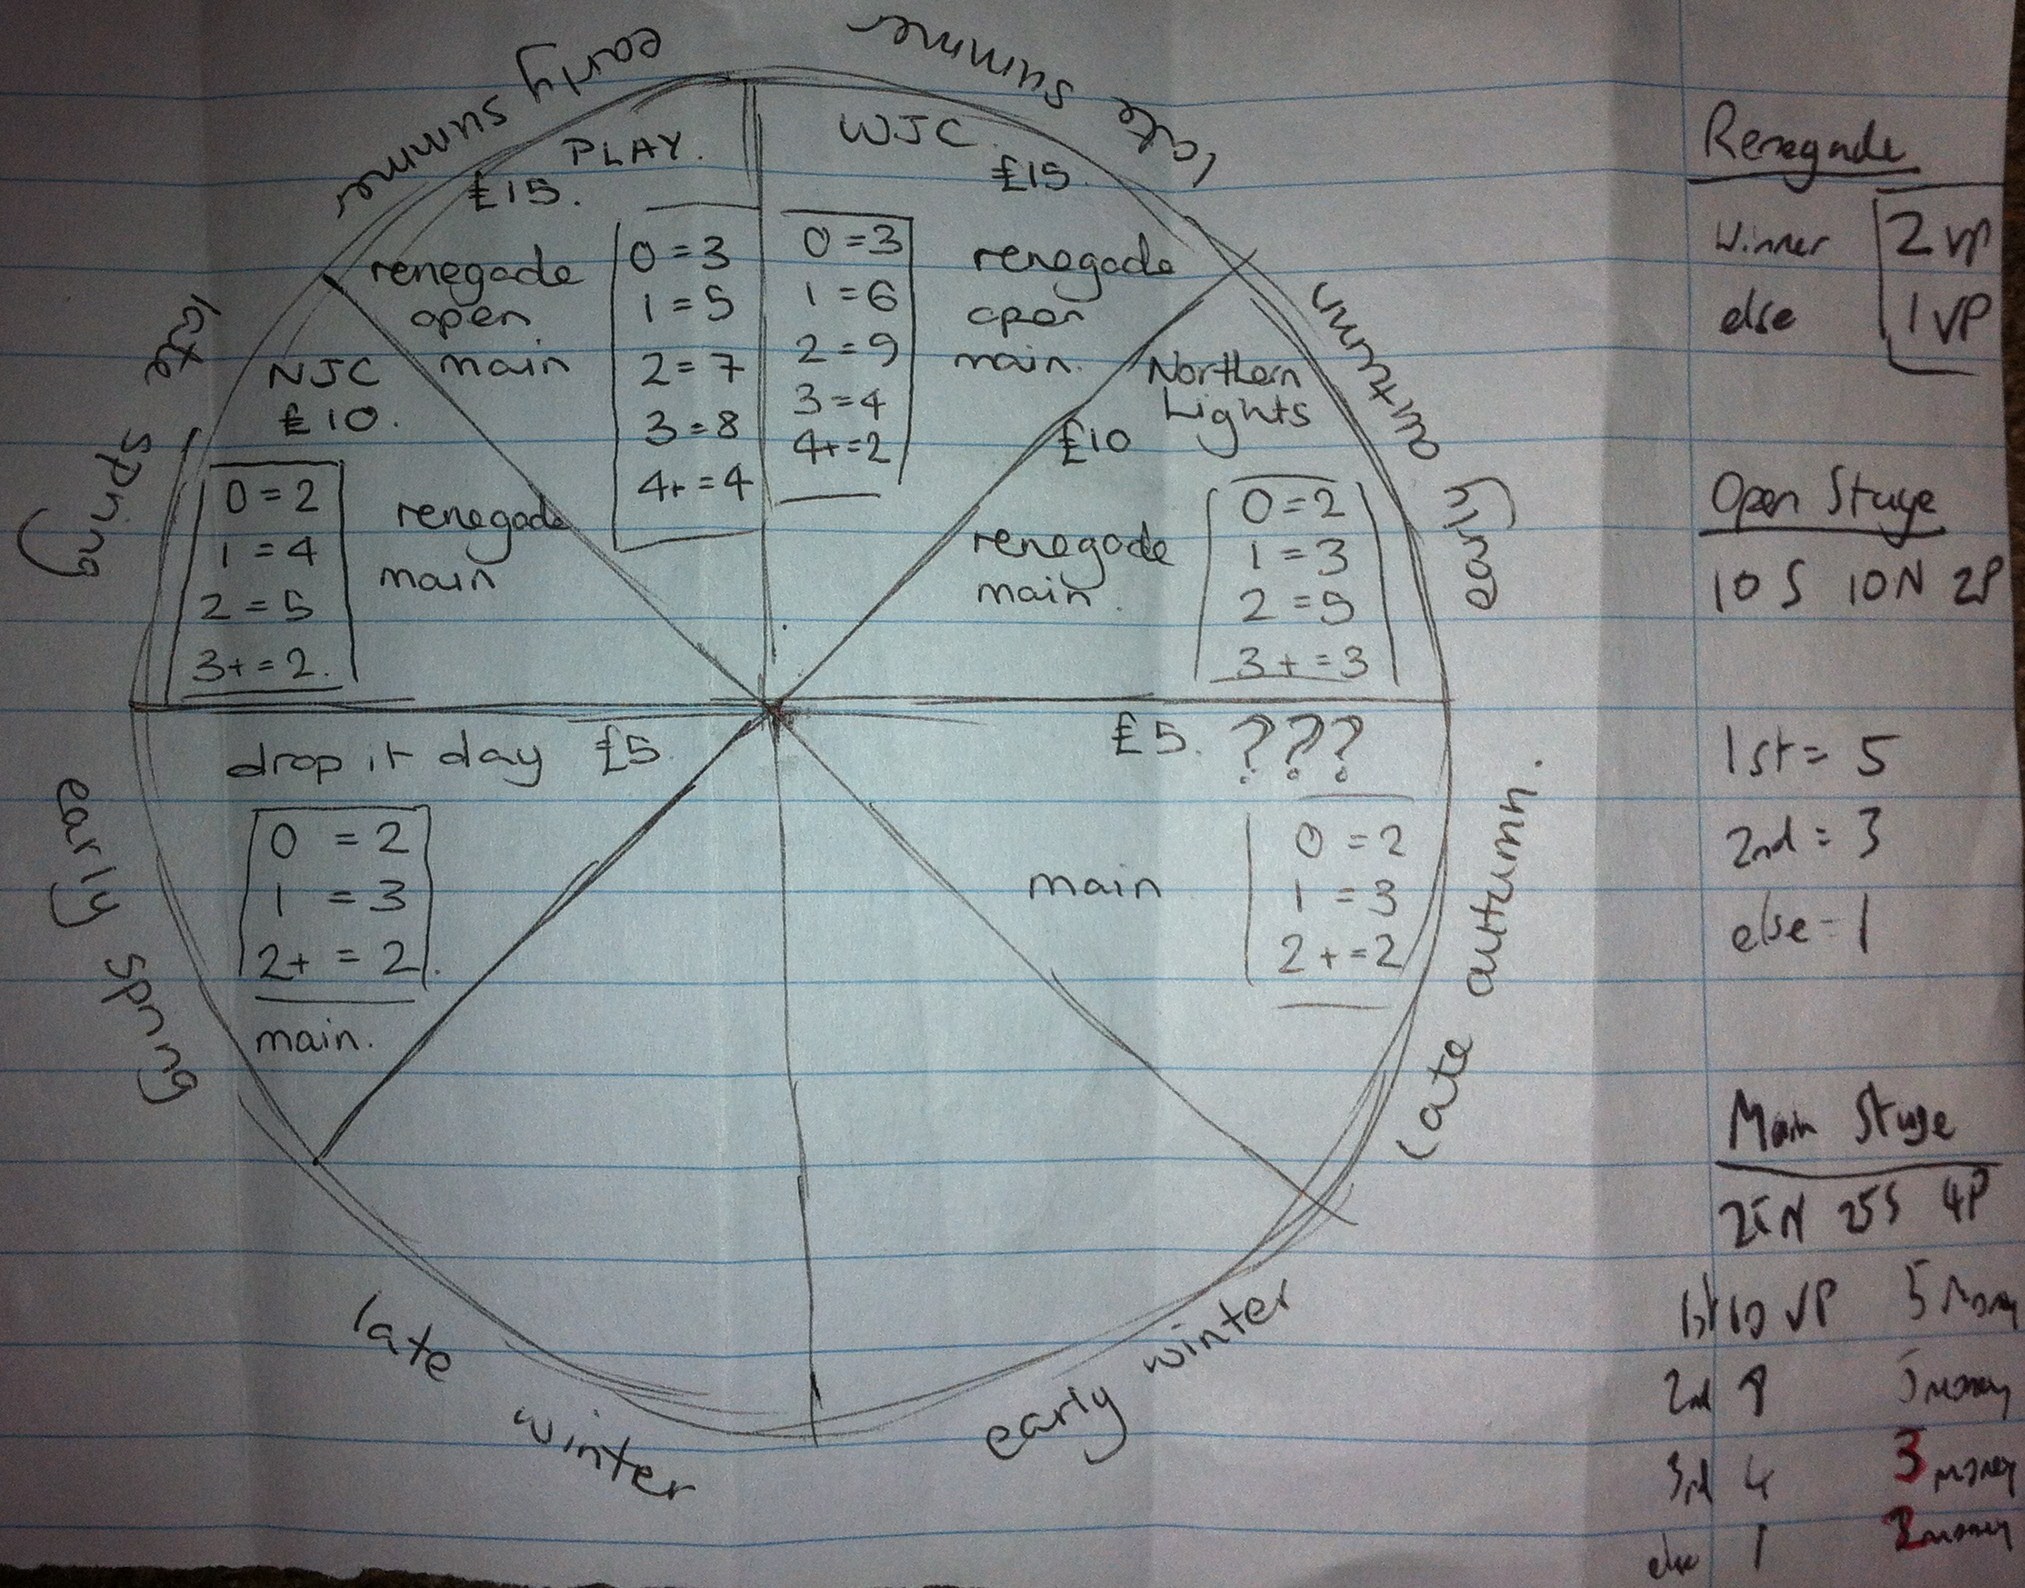 early summer
late summer
PLAY.
£15.
renegade
open
main
0 = 3
1 = 5
2 = 7
3 = 8
4+ = 4
WJC.
£15.
0 = 3
1 = 6
2 = 9
3 = 4
4+ = 2
renegade
open
main.
late spring
NJC
£10.
0 = 2
1 = 4
2 = 5
3+ = 2.
renegade
main
early autumn
Northern
Lights
£10
renegade
main.
0 = 2
1 = 3
2 = 5
3+ = 3
early spring
drop it day £5.
0 = 2
1 = 3
2+ = 2.
main.
late autumn.
£5. ???
main
0 = 2
1 = 3
2+ = 2
late winter
early winter
Renegade
Winner 2 VP
else 1 VP
Open Stage
10 S 10 N 2P
1st = 5
2nd = 3
else = 1
Main Stage
25N 25S 4P
1st 10 VP 5 money
2nd 8 money
3rd 4 3 money
else 1 2 money